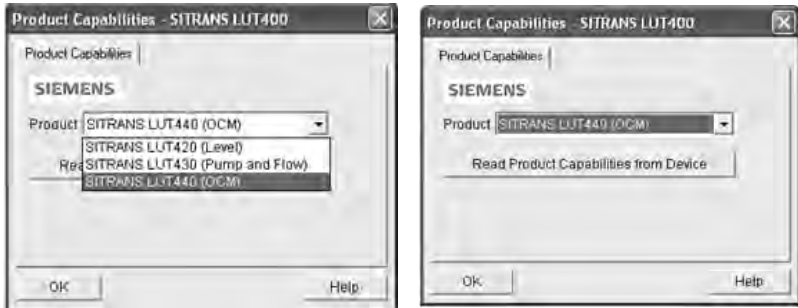 Product Capabilities - SITRANS LUT400
Product Capabilities
SIEMENS
Product SITRANS LUT440 (OCM)
SITRANS LUT420 (Level)
Rea SITRANS LUT430 (Pump and Flow)
SITRANS LUT440 (OCM)
OK Help
Product Capabilities - SITRANS LUT400
Product Capabilities
SIEMENS
Product SITRANS LUT440 (OCM)
Read Product Capabilities from Device
OK Help